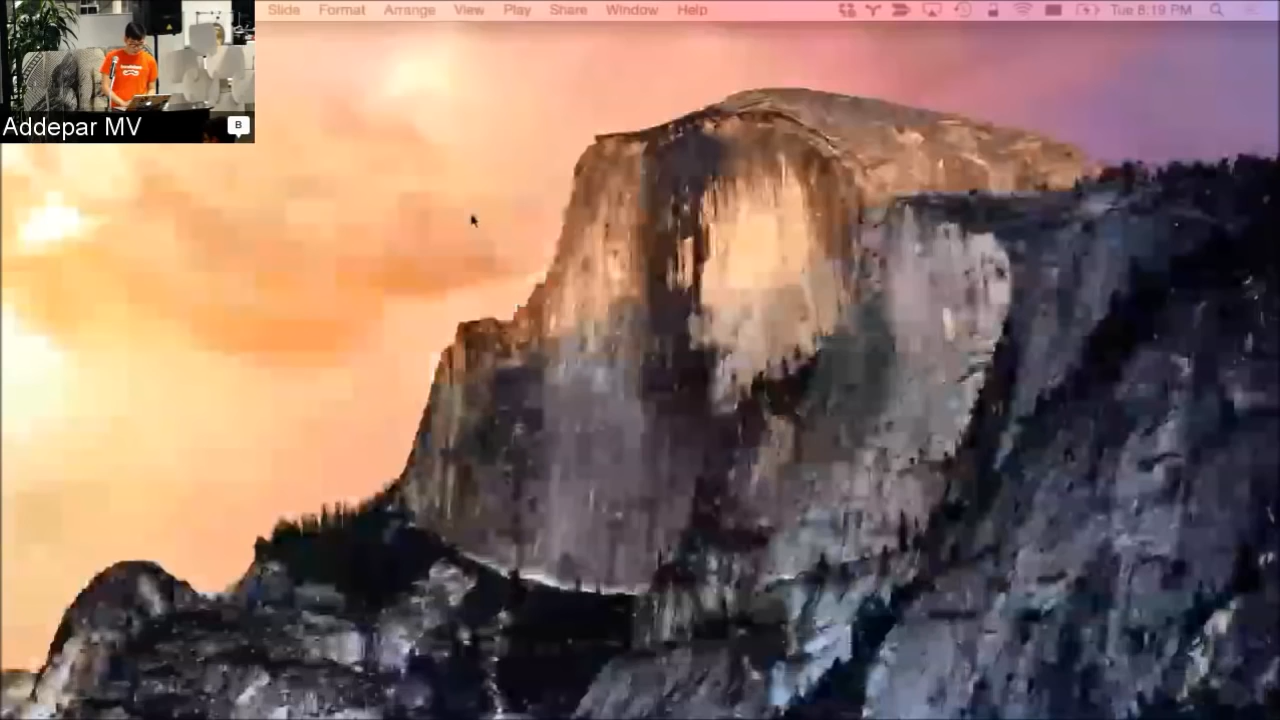 Slide Format Arrange View Play Share Window Help Tue 8:19 PM
Addepar MV
B